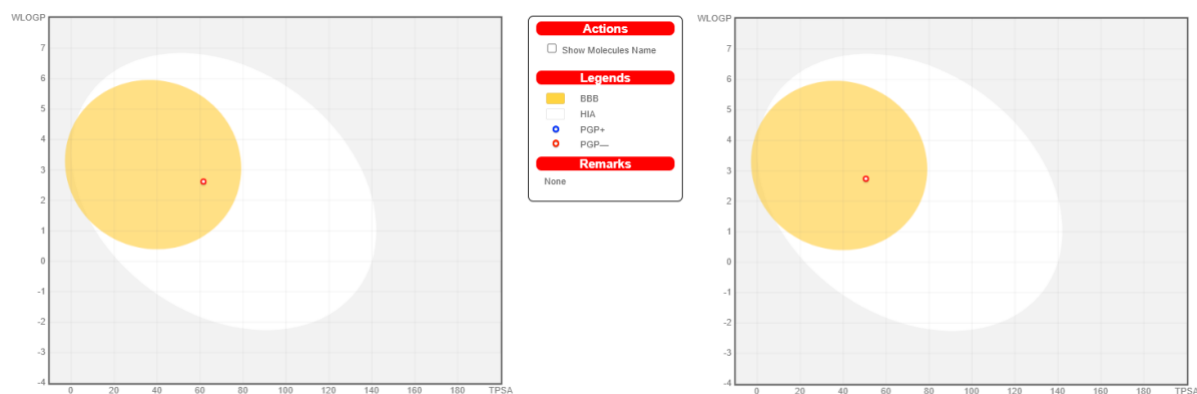 WLOGP
7
6
5
4
3
2
1
0
-1
-2
-3
-4
0 20 40 60 80 100 120 140 160 180 TPSA
Actions
Show Molecules Name
Legends
BBB
HIA
PGP+
PGP—
Remarks
None
WLOGP
8
7
6
5
4
3
2
1
0
-1
-2
-3
-4
0 20 40 60 80 100 120 140 160 180 TPSA